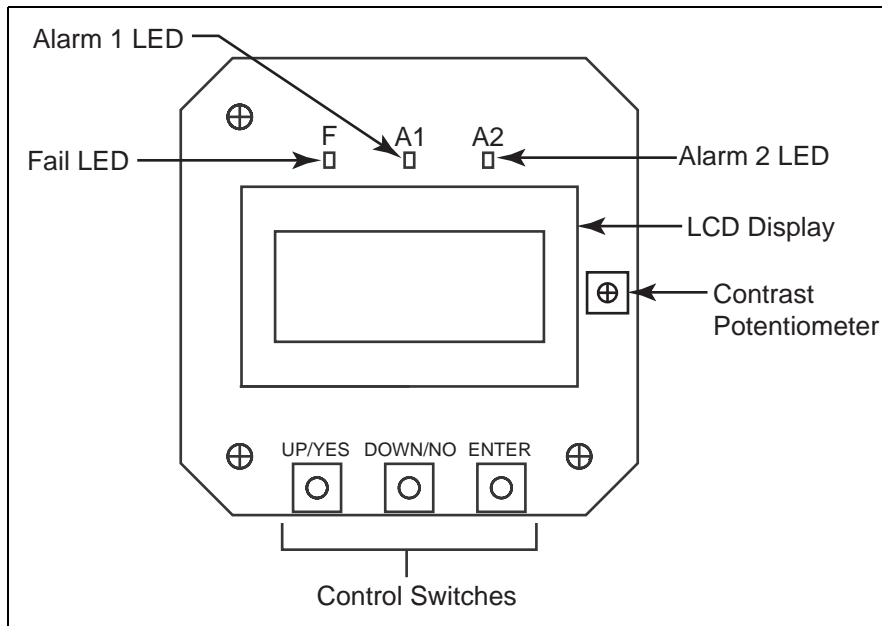 Alarm 1 LED
F A1 A2
Fail LED
Alarm 2 LED
LCD Display
Contrast
Potentiometer
UP/YES DOWN/NO ENTER
Control Switches